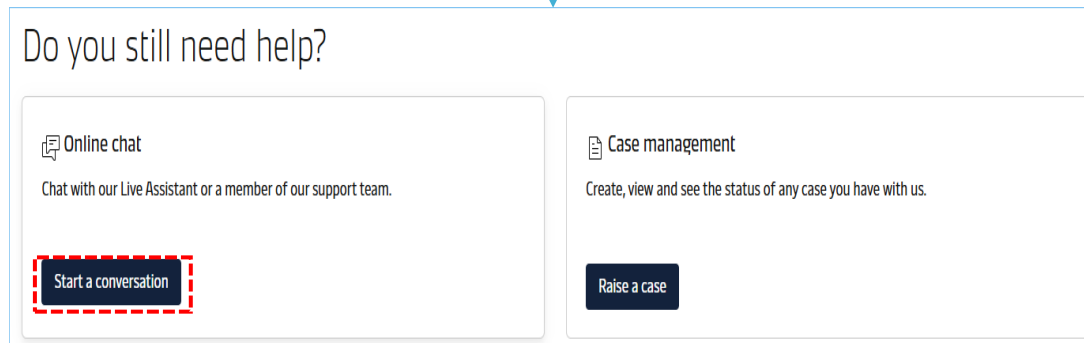 Do you still need help?
Online chat
Chat with our Live Assistant or a member of our support team.
Start a conversation
Case management
Create, view and see the status of any case you have with us.
Raise a case